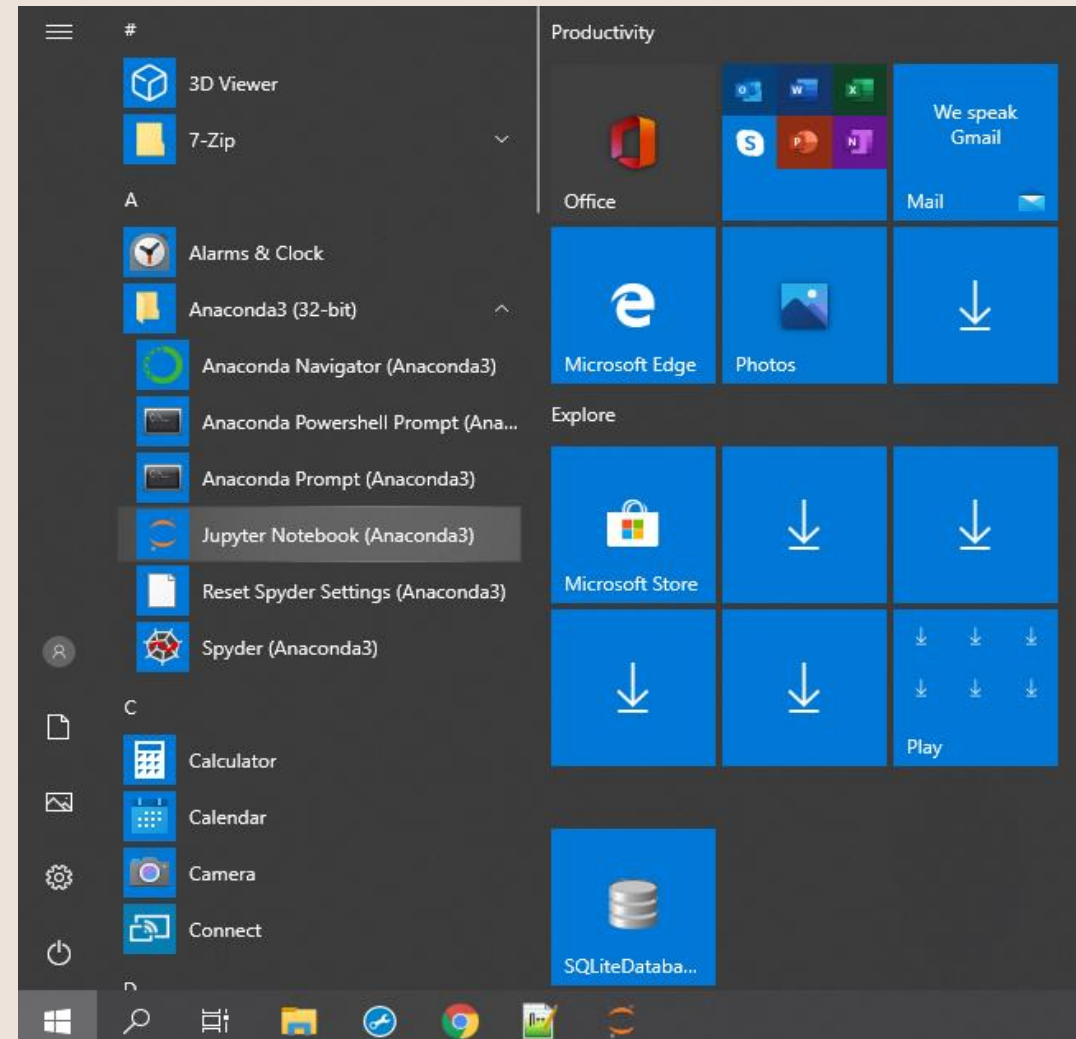 #
3D Viewer
7-Zip
A
Alarms & Clock
Anaconda3 (32-bit)
Anaconda Navigator (Anaconda3)
Anaconda Powershell Prompt (Ana...
Anaconda Prompt (Anaconda3)
Jupyter Notebook (Anaconda3)
Reset Spyder Settings (Anaconda3)
Spyder (Anaconda3)
C
Calculator
Calendar
Camera
Connect
D
Productivity
Office
We speak
Gmail
Mail
Microsoft Edge
Photos
Explore
Microsoft Store
Play
SQLiteDataba...